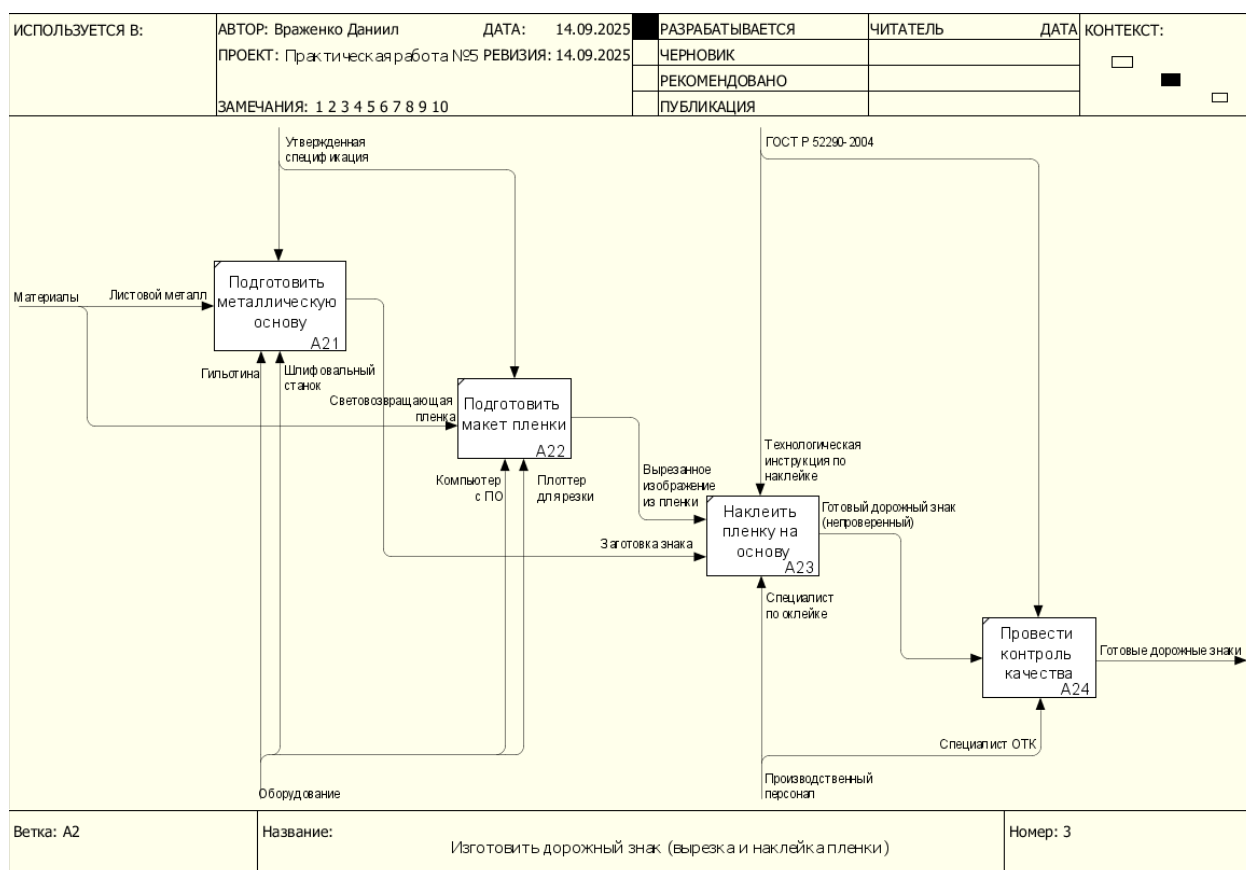 ИСПОЛЬЗУЕТСЯ В:
АВТОР: Враженко Даниил
ДАТА: 14.09.2025
РАЗРАБАТЫВАЕТСЯ
ЧИТАТЕЛЬ
ДАТА
КОНТЕКСТ:
ПРОЕКТ: Практическая работа №5
РЕВИЗИЯ: 14.09.2025
ЧЕРНОВИК
РЕКОМЕНДОВАНО
ЗАМЕЧАНИЯ: 1 2 3 4 5 6 7 8 9 10
ПУБЛИКАЦИЯ
Утвержденная
спецификация
ГОСТ Р 52290-2004
Материалы
Листовой металл
Подготовить
металлическую
основу
A21
Гильотина
Шлифовальный
станок
Световозвращающая
пленка
Подготовить
макет пленки
A22
Компьютер
с ПО
Плоттер
для резки
Вырезанное
изображение
из пленки
Технологическая
инструкция по
наклейке
Заготовка знака
Наклеить
пленку на
основу
A23
Готовый дорожный знак
(непроверенный)
Специалист
по оклейке
Провести
контроль
качества
A24
Готовые дорожные знаки
Специалист ОТК
Оборудование
Производственный
персонал
Ветка: A2
Название:
Изготовить дорожный знак (вырезка и наклейка пленки)
Номер: 3